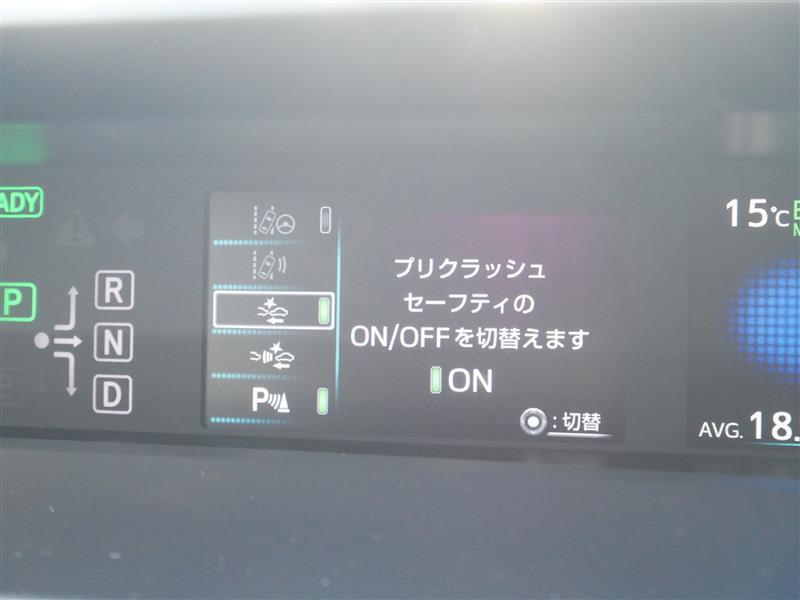 ADY
P
R
N
D
P
プリクラッシュ
セーフティの
ON/OFFを切替えます
ON
:切替
15℃
AVG. 18.